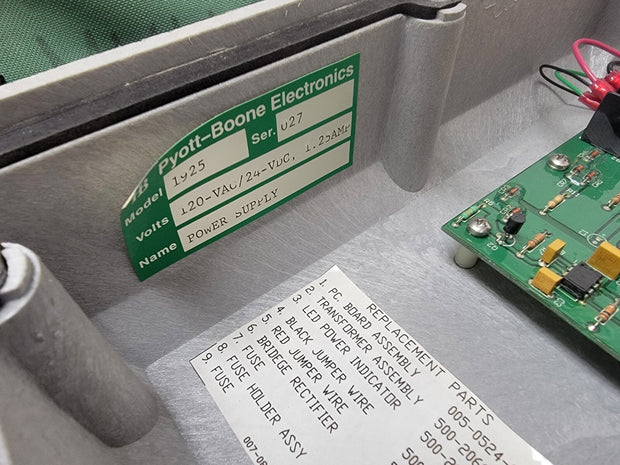 Pyott-Boone Electronics
Model 1925 Ser. 027
Volts 120-VAC/24-VDC, 1.25AMP
Name POWER SUPPLY
REPLACEMENT PARTS
1. PC BOARD ASSEMBLY 005-0524
2. TRANSFORMER ASSEMBLY
3. LED POWER INDICATOR
4. BLACK JUMPER WIRE
5. RED JUMPER WIRE
6. BRIDEGE RECTIFIER
7. FUSE
8. FUSE HOLDER ASSY
9. FUSE